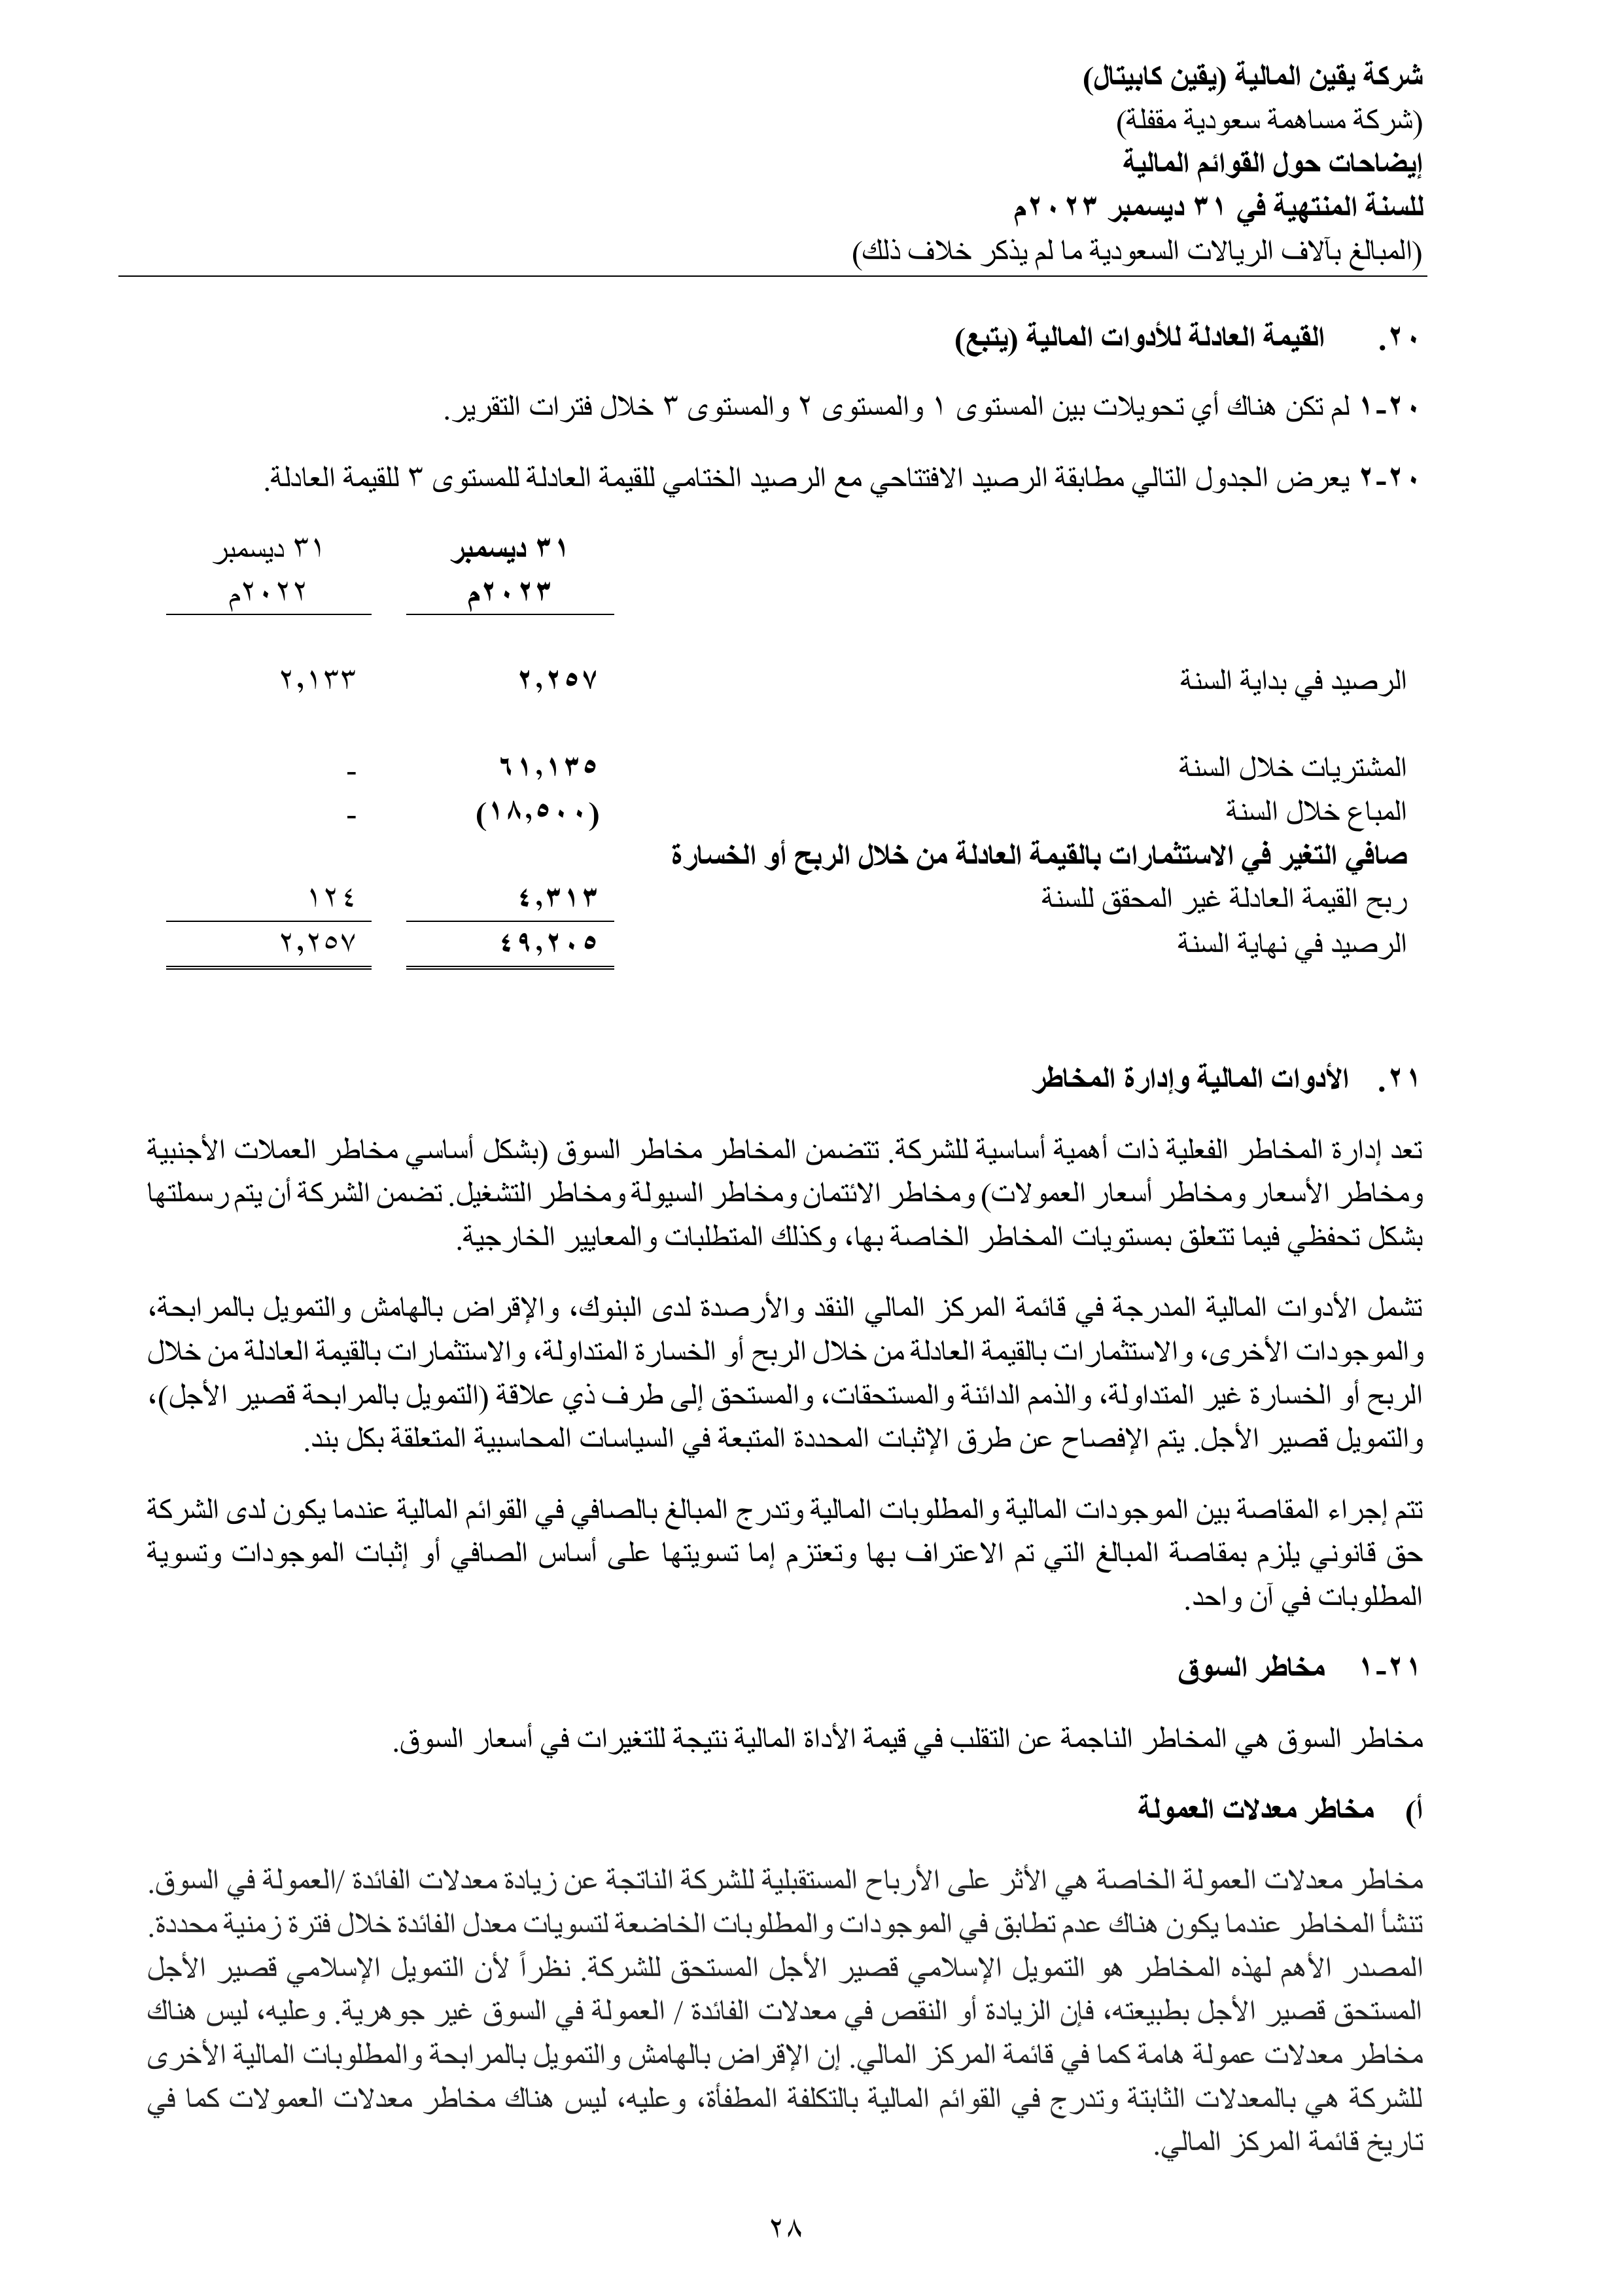 شركة يقين المالية (يقين كابيتال)
(شركة مساهمة سعودية مقفلة)
إيضاحات حول القوائم المالية
للسنة المنتهية في ٣١ ديسمبر ٢٠٢٣م
(المبالغ بآلاف الريالات السعودية ما لم يذكر خلاف ذلك)
٢٠. القيمة العادلة للأدوات المالية (يتبع)
٢٠-١ لم تكن هناك أي تحويلات بين المستوى ١ والمستوى ٢ والمستوى ٣ خلال فترات التقرير.
٢٠-٢ يعرض الجدول التالي مطابقة الرصيد الافتتاحي مع الرصيد الختامي للقيمة العادلة للمستوى ٣ للقيمة العادلة.
٣١ ديسمبر ٣١ ديسمبر
٢٠٢٣م ٢٠٢٢م
الرصيد في بداية السنة ٢,٢٥٧ ٢,١٣٣
المشتريات خلال السنة ٦١,١٣٥ -
المباع خلال السنة (١٨,٥٠٠) -
صافي التغير في الاستثمارات بالقيمة العادلة من خلال الربح أو الخسارة
ربح القيمة العادلة غير المحقق للسنة ٤,٣١٣ ١٢٤
الرصيد في نهاية السنة ٤٩,٢٠٥ ٢,٢٥٧
٢١. الأدوات المالية وإدارة المخاطر
تعد إدارة المخاطر الفعلية ذات أهمية أساسية للشركة. تتضمن المخاطر مخاطر السوق (بشكل أساسي مخاطر العملات الأجنبية
ومخاطر الأسعار ومخاطر أسعار العمولات) ومخاطر الائتمان ومخاطر السيولة ومخاطر التشغيل. تضمن الشركة أن يتم رسملتها
بشكل تحفظي فيما تتعلق بمستويات المخاطر الخاصة بها، وكذلك المتطلبات والمعايير الخارجية.
تشمل الأدوات المالية المدرجة في قائمة المركز المالي النقد والأرصدة لدى البنوك، والإقراض بالهامش والتمويل بالمرابحة،
والموجودات الأخرى، والاستثمارات بالقيمة العادلة من خلال الربح أو الخسارة المتداولة، والاستثمارات بالقيمة العادلة من خلال
الربح أو الخسارة غير المتداولة، والذمم الدائنة والمستحقات، والمستحق إلى طرف ذي علاقة (التمويل بالمرابحة قصير الأجل)،
والتمويل قصير الأجل. يتم الإفصاح عن طرق الإثبات المحددة المتبعة في السياسات المحاسبية المتعلقة بكل بند.
تتم إجراء المقاصة بين الموجودات المالية والمطلوبات المالية وتدرج المبالغ بالصافي في القوائم المالية عندما يكون لدى الشركة
حق قانوني يلزم بمقاصة المبالغ التي تم الاعتراف بها وتعتزم إما تسويتها على أساس الصافي أو إثبات الموجودات وتسوية
المطلوبات في آن واحد.
٢١-١ مخاطر السوق
مخاطر السوق هي المخاطر الناجمة عن التقلب في قيمة الأداة المالية نتيجة للتغيرات في أسعار السوق.
أ) مخاطر معدلات العمولة
مخاطر معدلات العمولة الخاصة هي الأثر على الأرباح المستقبلية للشركة الناتجة عن زيادة معدلات الفائدة /العمولة في السوق.
تنشأ المخاطر عندما يكون هناك عدم تطابق في الموجودات والمطلوبات الخاضعة لتسويات معدل الفائدة خلال فترة زمنية محددة.
المصدر الأهم لهذه المخاطر هو التمويل الإسلامي قصير الأجل المستحق للشركة. نظراً لأن التمويل الإسلامي قصير الأجل
المستحق قصير الأجل بطبيعته، فإن الزيادة أو النقص في معدلات الفائدة / العمولة في السوق غير جوهرية. وعليه، ليس هناك
مخاطر معدلات عمولة هامة كما في قائمة المركز المالي. إن الإقراض بالهامش والتمويل بالمرابحة والمطلوبات المالية الأخرى
للشركة هي بالمعدلات الثابتة وتدرج في القوائم المالية بالتكلفة المطفأة، وعليه، ليس هناك مخاطر معدلات العمولات كما في
تاريخ قائمة المركز المالي.
٢٨